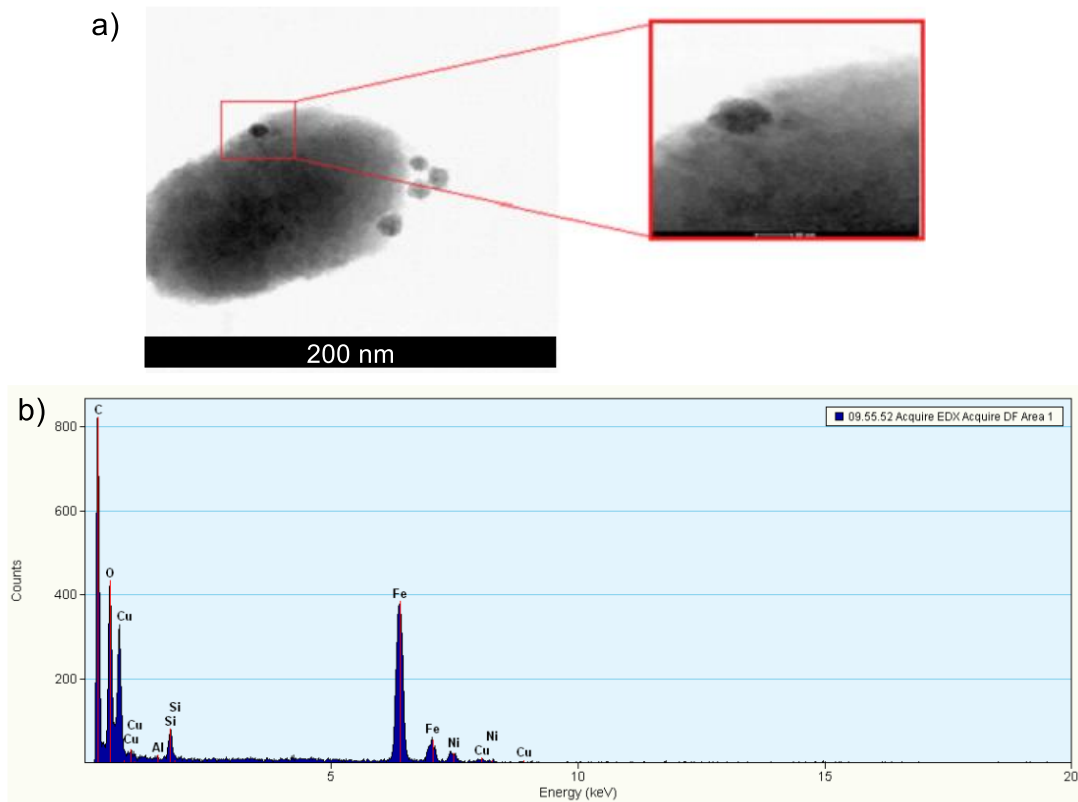 a)
200 nm
b)
09.55.52 Acquire EDX Acquire DF Area 1
Counts
800
600
400
200
C
O
Cu
Cu
Cu
Al
Si
Si
Fe
Fe
Ni
Cu
Ni
Cu
5
10
15
20
Energy (keV)